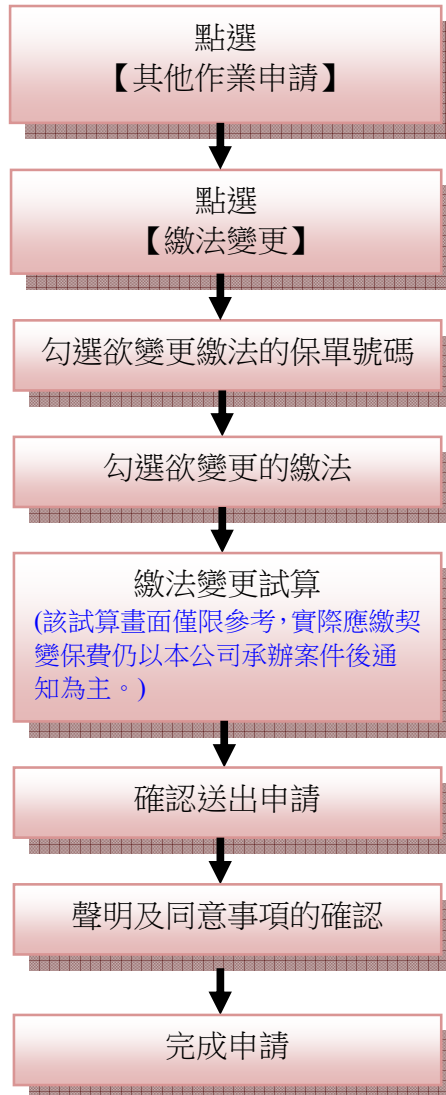 點選
【其他作業申請】
點選
【繳法變更】
勾選欲變更繳法的保單號碼
勾選欲變更的繳法
繳法變更試算
(該試算畫面僅限參考,實際應繳契
變保費仍以本公司承辦案件後通
知為主。)
確認送出申請
聲明及同意事項的確認
完成申請